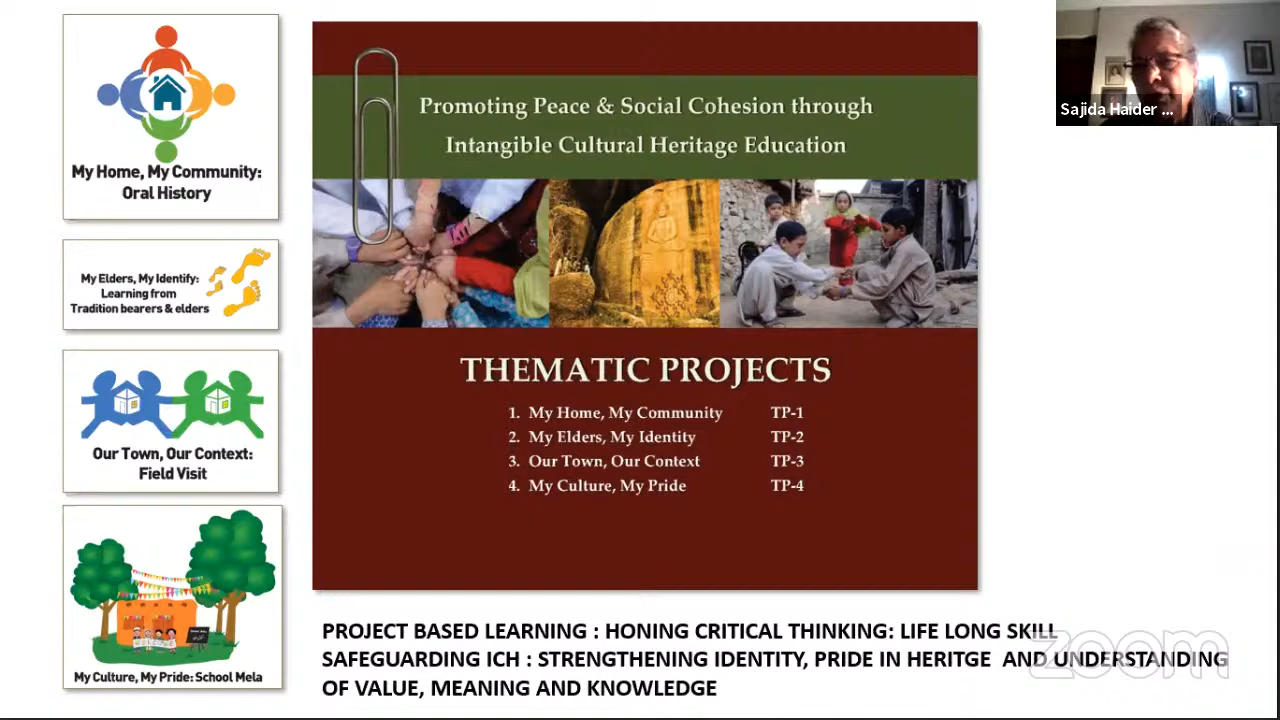 My Home, My Community:
Oral History
My Elders, My Identify:
Learning from
Tradition bearers & elders
Our Town, Our Context:
Field Visit
My Culture, My Pride: School Mela
Promoting Peace & Social Cohesion through
Intangible Cultural Heritage Education
THEMATIC PROJECTS
1. My Home, My Community TP-1
2. My Elders, My Identity TP-2
3. Our Town, Our Context TP-3
4. My Culture, My Pride TP-4
PROJECT BASED LEARNING : HONING CRITICAL THINKING: LIFE LONG SKILL
SAFEGUARDING ICH : STRENGTHENING IDENTITY, PRIDE IN HERITGE AND UNDERSTANDING
OF VALUE, MEANING AND KNOWLEDGE
Sajida Haider ...
zoom